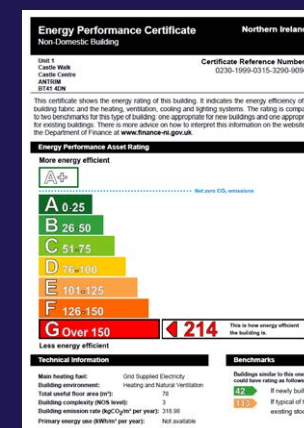 Energy Performance Certificate
Northern Ireland
Non-Domestic Building
Unit 1
Castle Walk
Castle Centre
ANTRIM
BT41 4DN
Certificate Reference Number
0230-1999-0315-3290-909
This certificate shows the energy rating of this building. It indicates the energy efficiency of
building fabric and the heating, ventilation, cooling and lighting systems. The rating is compa
to two benchmarks for this type of building: one appropriate for new buildings and one appropr
for existing buildings. There is more advice on how to interpret this information on the website
the Department of Finance at www.finance-ni.gov.uk.
Energy Performance Asset Rating
More energy efficient
A+
Net zero CO₂ emissions
A 0-25
B 26-50
C 51-75
D 76-100
E 101-125
F 126-150
G Over 150
214
This is how energy efficient
the building is.
Less energy efficient
Technical Information
Main heating fuel: Grid Supplied Electricity
Building environment: Heating and Natural Ventilation
Total useful floor area (m²): 78
Building complexity (NOS level): 3
Building emission rate (kgCO₂/m² per year): 318.98
Primary energy use (kWh/m² per year): Not available
Benchmarks
Buildings similar to this one
could have rating as follows
42 If newly buil
113 If typical of t
existing sto